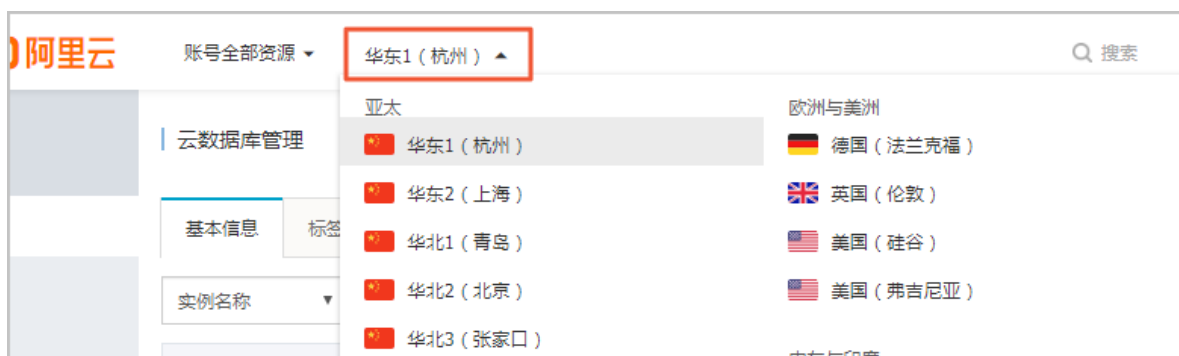 阿里云
账号全部资源
华东1（杭州）
搜索
云数据库管理
基本信息
标签
实例名称
亚太
华东1（杭州）
华东2（上海）
华北1（青岛）
华北2（北京）
华北3（张家口）
欧洲与美洲
德国（法兰克福）
英国（伦敦）
美国（硅谷）
美国（弗吉尼亚）